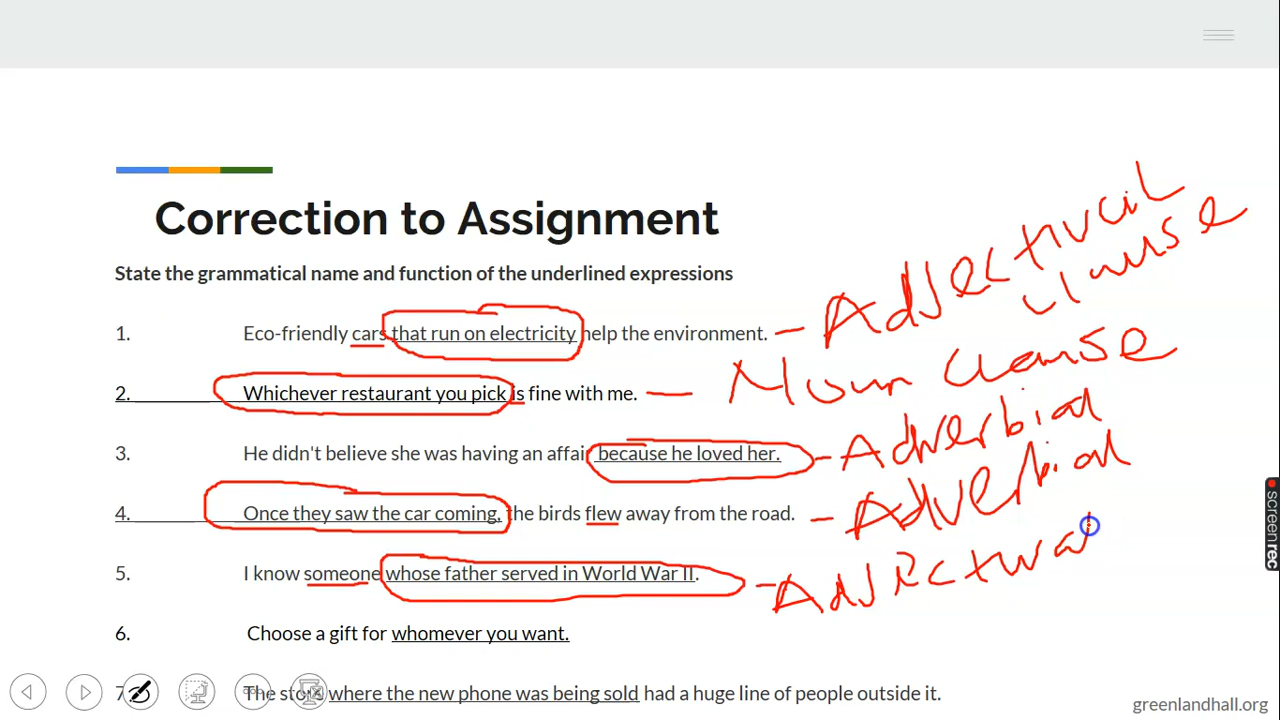 Correction to Assignment
State the grammatical name and function of the underlined expressions
1. Eco-friendly cars that run on electricity help the environment. - Adjectival clause
2. Whichever restaurant you pick is fine with me. - Noun clause
3. He didn't believe she was having an affair because he loved her. - Adverbial
4. Once they saw the car coming, the birds flew away from the road. - Adverbial
5. I know someone whose father served in World War II. - Adjectiva
6. Choose a gift for whomever you want.
7 The store where the new phone was being sold had a huge line of people outside it.
greenlandhall.org
screenrec